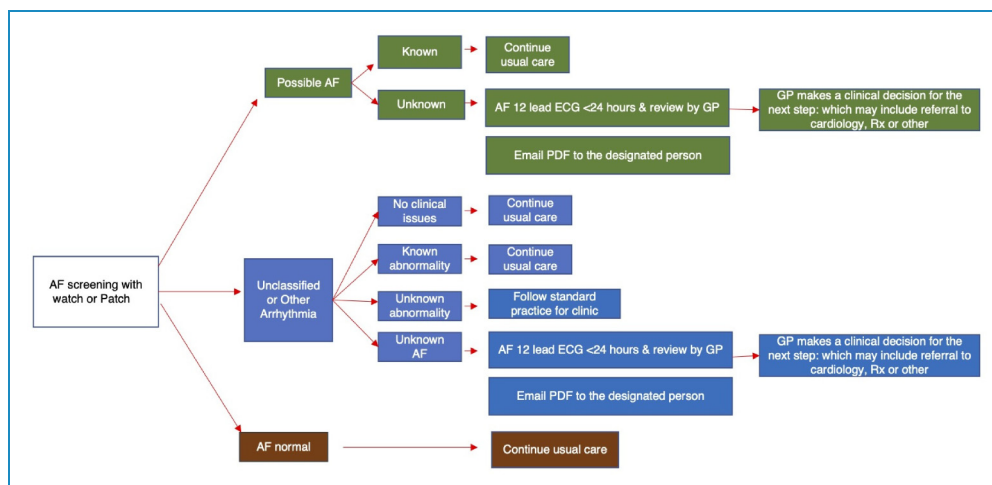 Known
Continue
usual care
Possible AF
Unknown
AF 12 lead ECG <24 hours & review by GP
GP makes a clinical decision for the
next step: which may include referral to
cardiology, Rx or other
Email PDF to the designated person
No clinical
issues
Continue
usual care
AF screening with
watch or Patch
Unclassified
or Other
Arrhythmia
Known
abnormality
Continue
usual care
Unknown
abnormality
Follow standard
practice for clinic
Unknown
AF
AF 12 lead ECG <24 hours & review by GP
GP makes a clinical decision for the
next step: which may include referral to
cardiology, Rx or other
Email PDF to the designated person
AF normal
Continue usual care